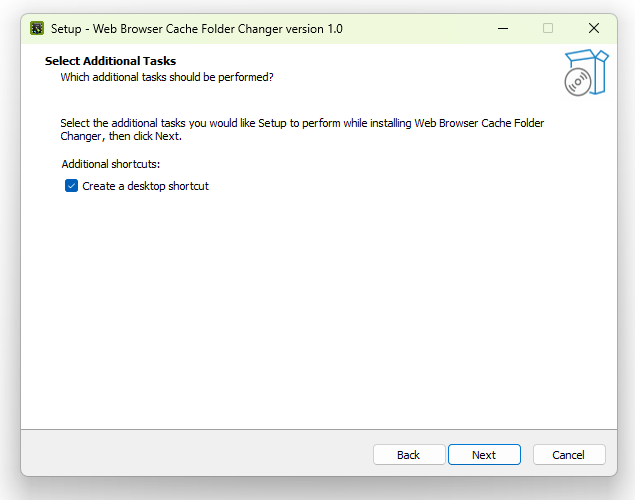 Setup - Web Browser Cache Folder Changer version 1.0
Select Additional Tasks
Which additional tasks should be performed?
Select the additional tasks you would like Setup to perform while installing Web Browser Cache Folder
Changer, then click Next.
Additional shortcuts:
Create a desktop shortcut
Back
Next
Cancel